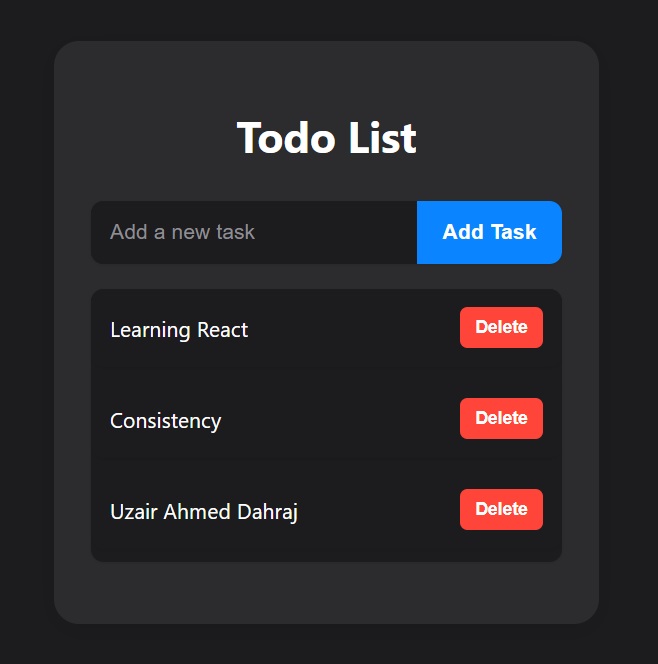 Todo List
Add a new task
Add Task
Learning React
Delete
Consistency
Delete
Uzair Ahmed Dahraj
Delete